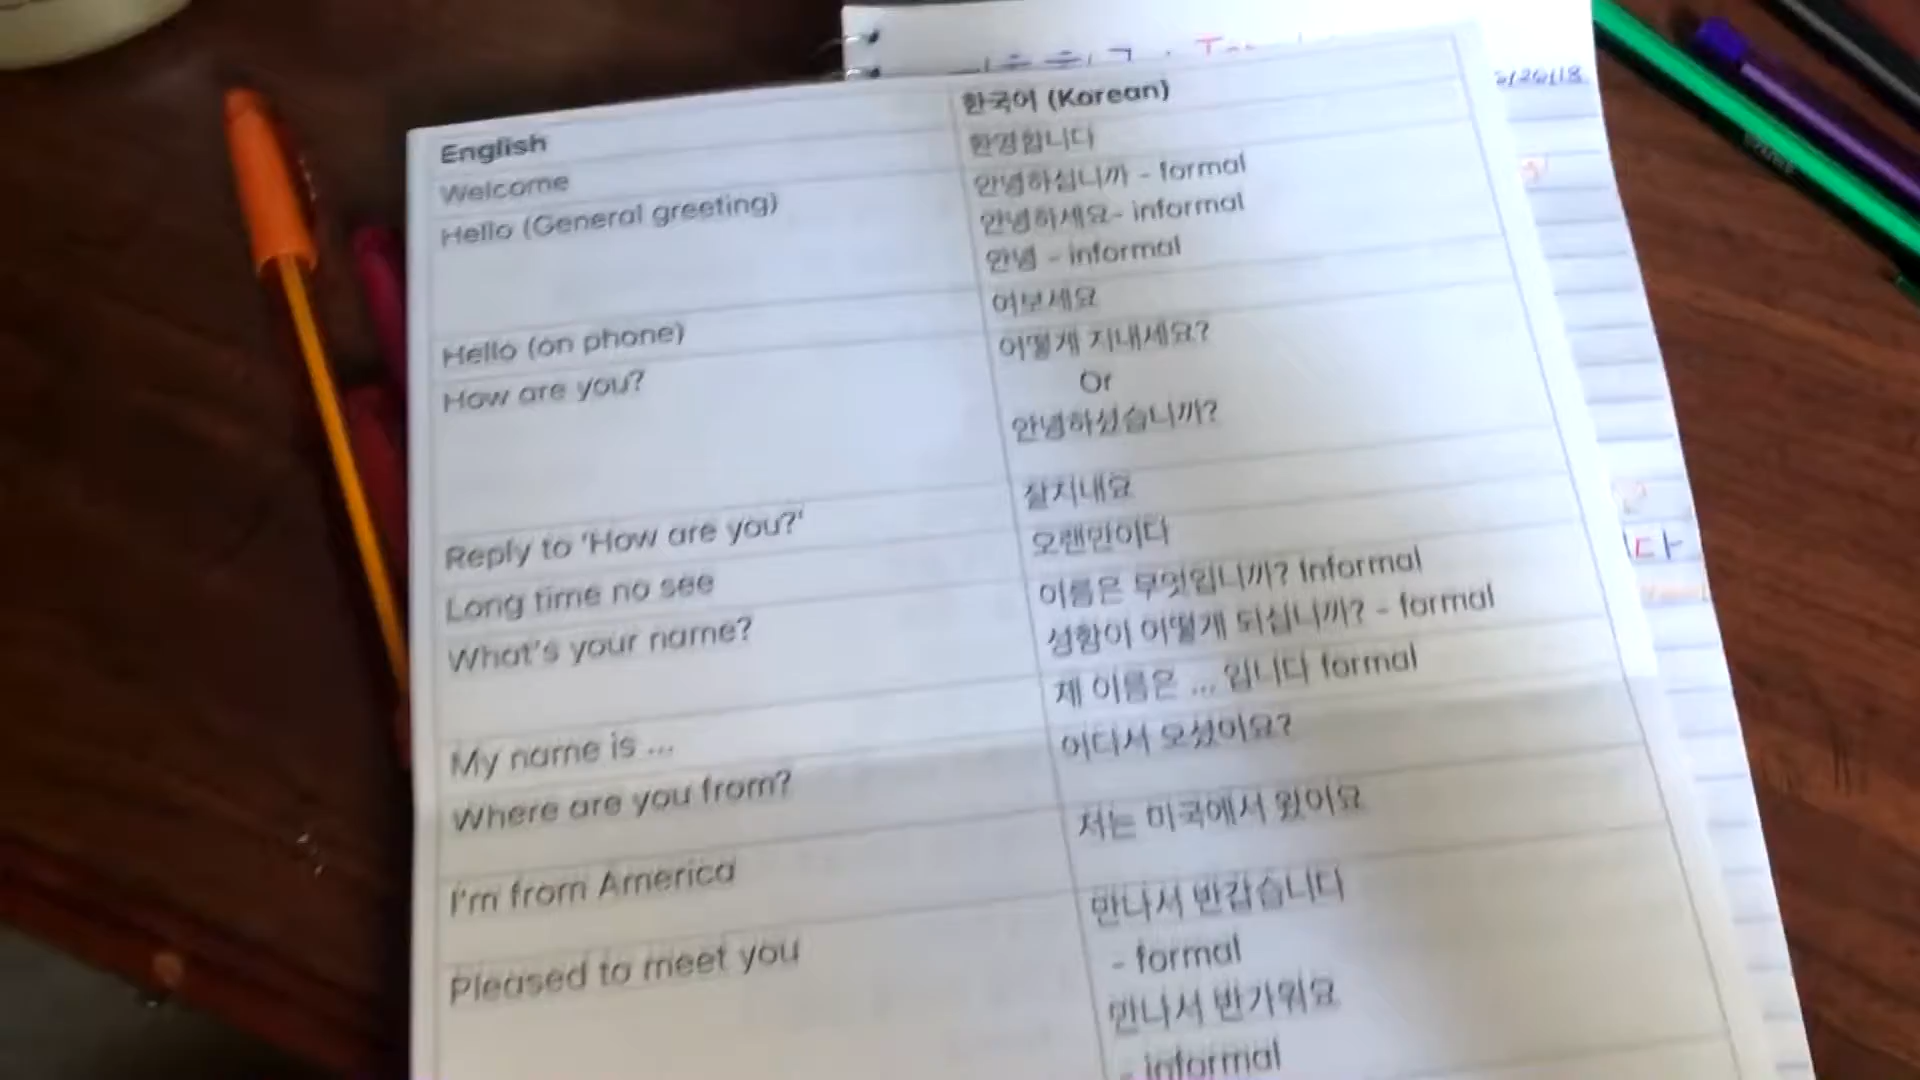 English
한국어 (Korean)
Welcome
환영합니다
Hello (General greeting)
안녕하십니까 - formal
안녕하세요- informal
안녕 - informal
Hello (on phone)
여보세요
How are you?
어떻게 지내세요?
Or
안녕하셨습니까?
Reply to 'How are you?'
잘지내요
Long time no see
오랜만이다
What's your name?
이름은 무엇입니까? Informal
성함이 어떻게 되십니까? - formal
My name is ...
제 이름은 ... 입니다 formal
Where are you from?
어디서 오셨어요?
I'm from America
저는 미국에서 왔어요
Pleased to meet you
만나서 반갑습니다
- formal
만나서 반가워요
- informal
다